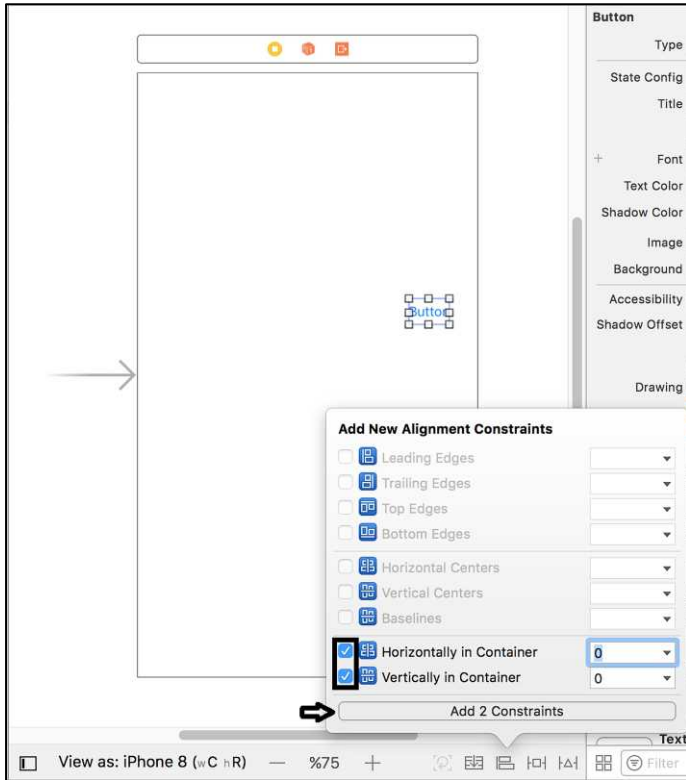 Button
Type
State Config
Title
+ Font
Text Color
Shadow Color
Image
Background
Accessibility
Shadow Offset
Drawing
Button
Add New Alignment Constraints
Leading Edges
Trailing Edges
Top Edges
Bottom Edges
Horizontal Centers
Vertical Centers
Baselines
Horizontally in Container 0
Vertically in Container 0
Add 2 Constraints
Text
View as: iPhone 8 (wC hR) — %75 + Filter